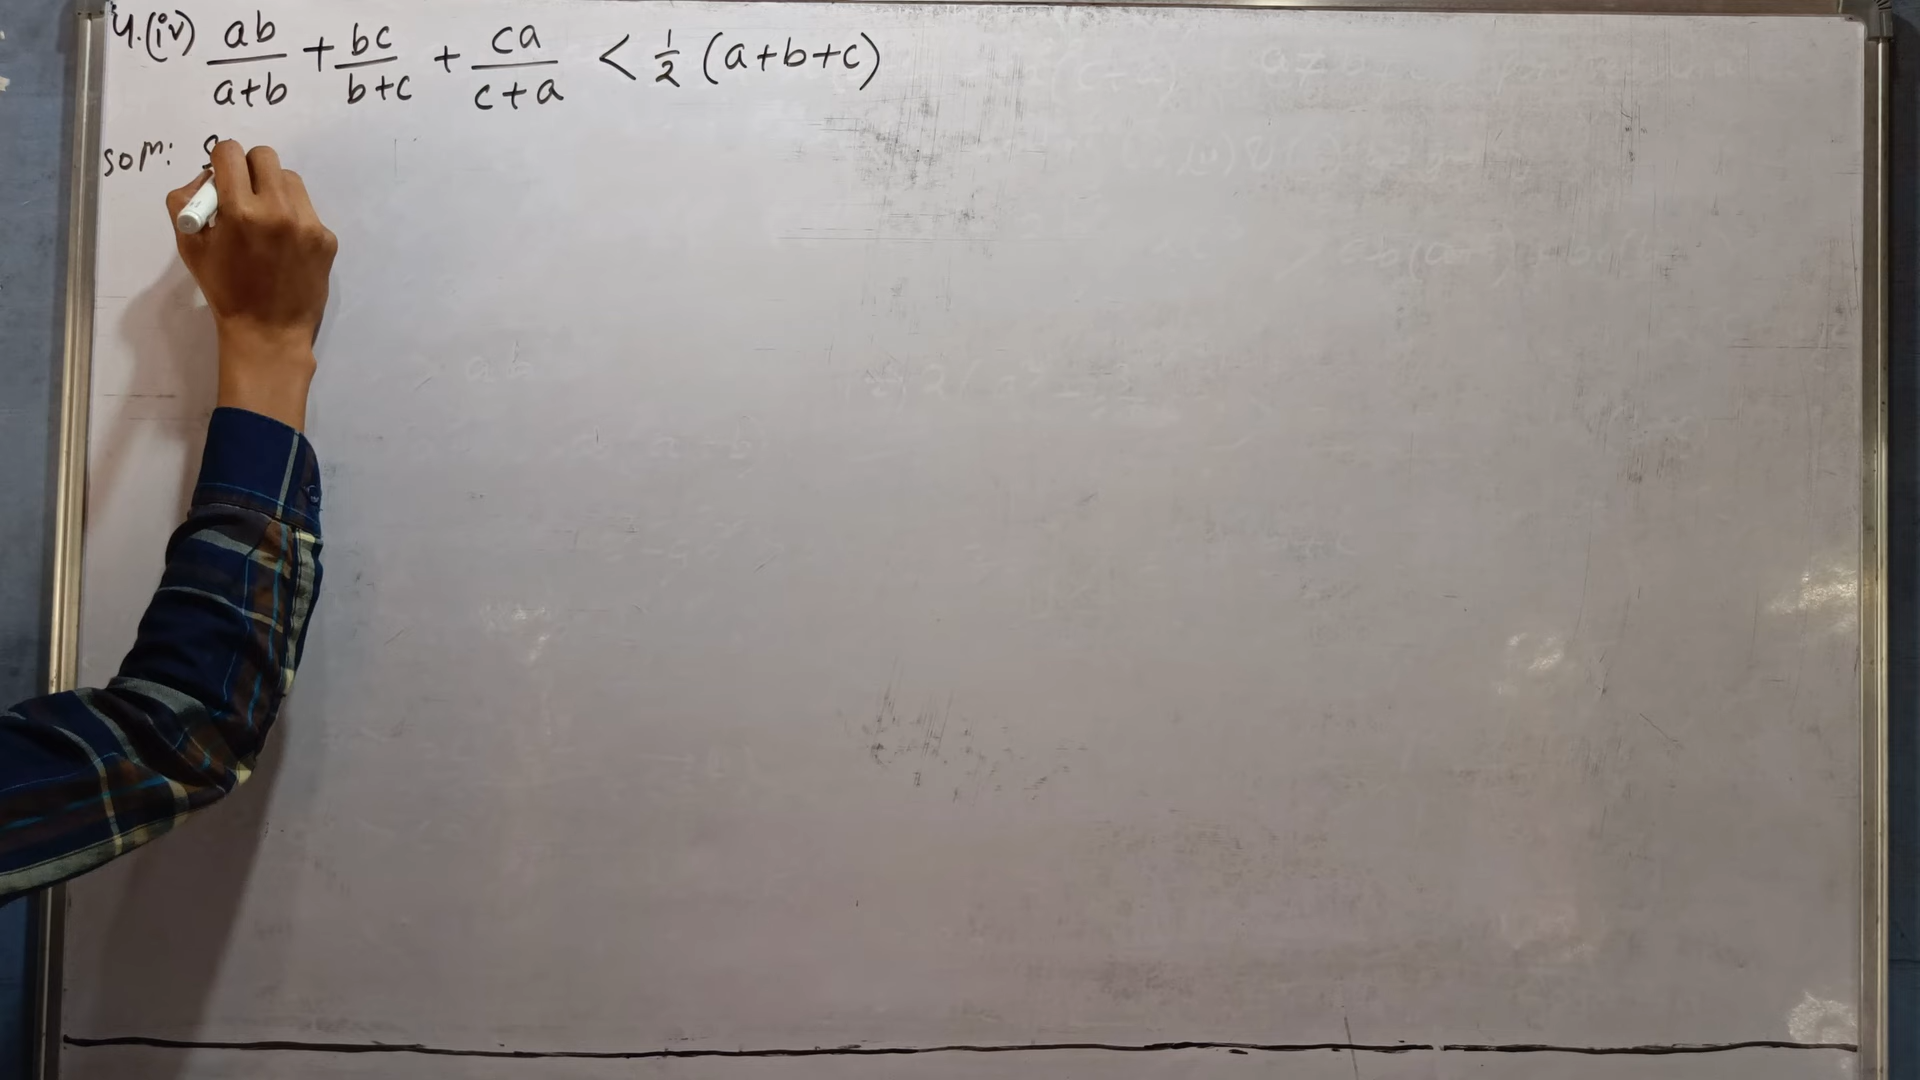 4.(iv) ab/a+b + bc/b+c + ca/c+a < 1/2 (a+b+c)
soln: